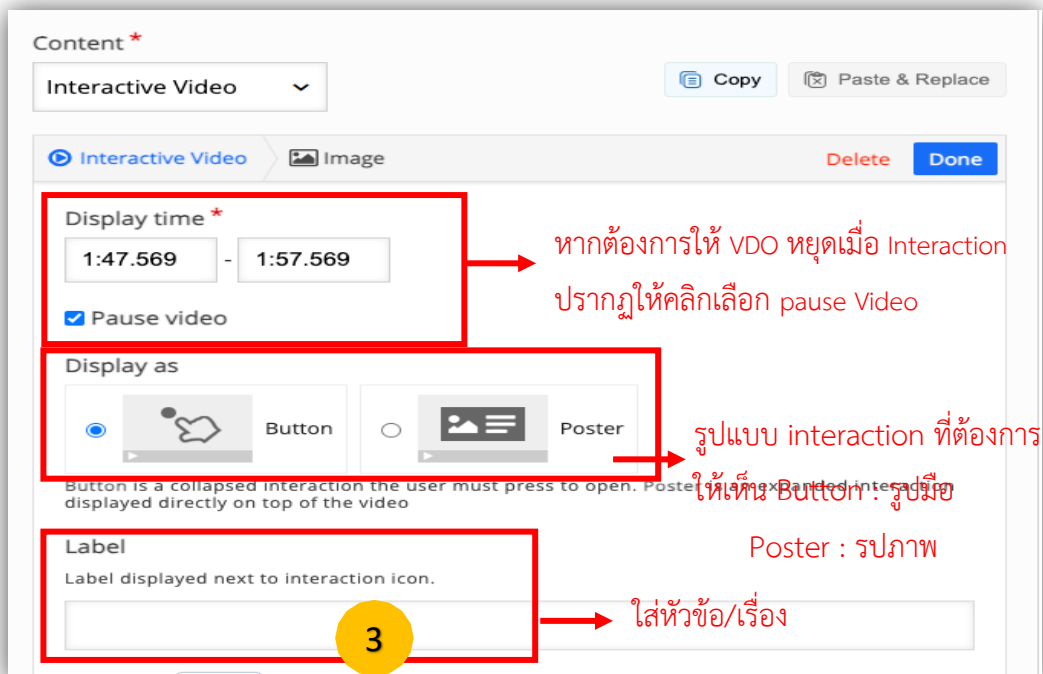 Content *
Interactive Video
Copy
Paste & Replace
Interactive Video
Image
Delete
Done
Display time *
1:47.569 - 1:57.569
Pause video
หากต้องการให้ VDO หยุดเมื่อ Interaction
ปรากฏให้คลิกเลือก pause Video
Display as
Button
Poster
รูปแบบ interaction ที่ต้องการ
ให้เห็น Button : รูปมือ
Poster : รปภาพ
Button is a collapsed interaction the user must press to open. Poster is an expanded interaction
displayed directly on top of the video
Label
Label displayed next to interaction icon.
ใส่หัวข้อ/เรื่อง
3